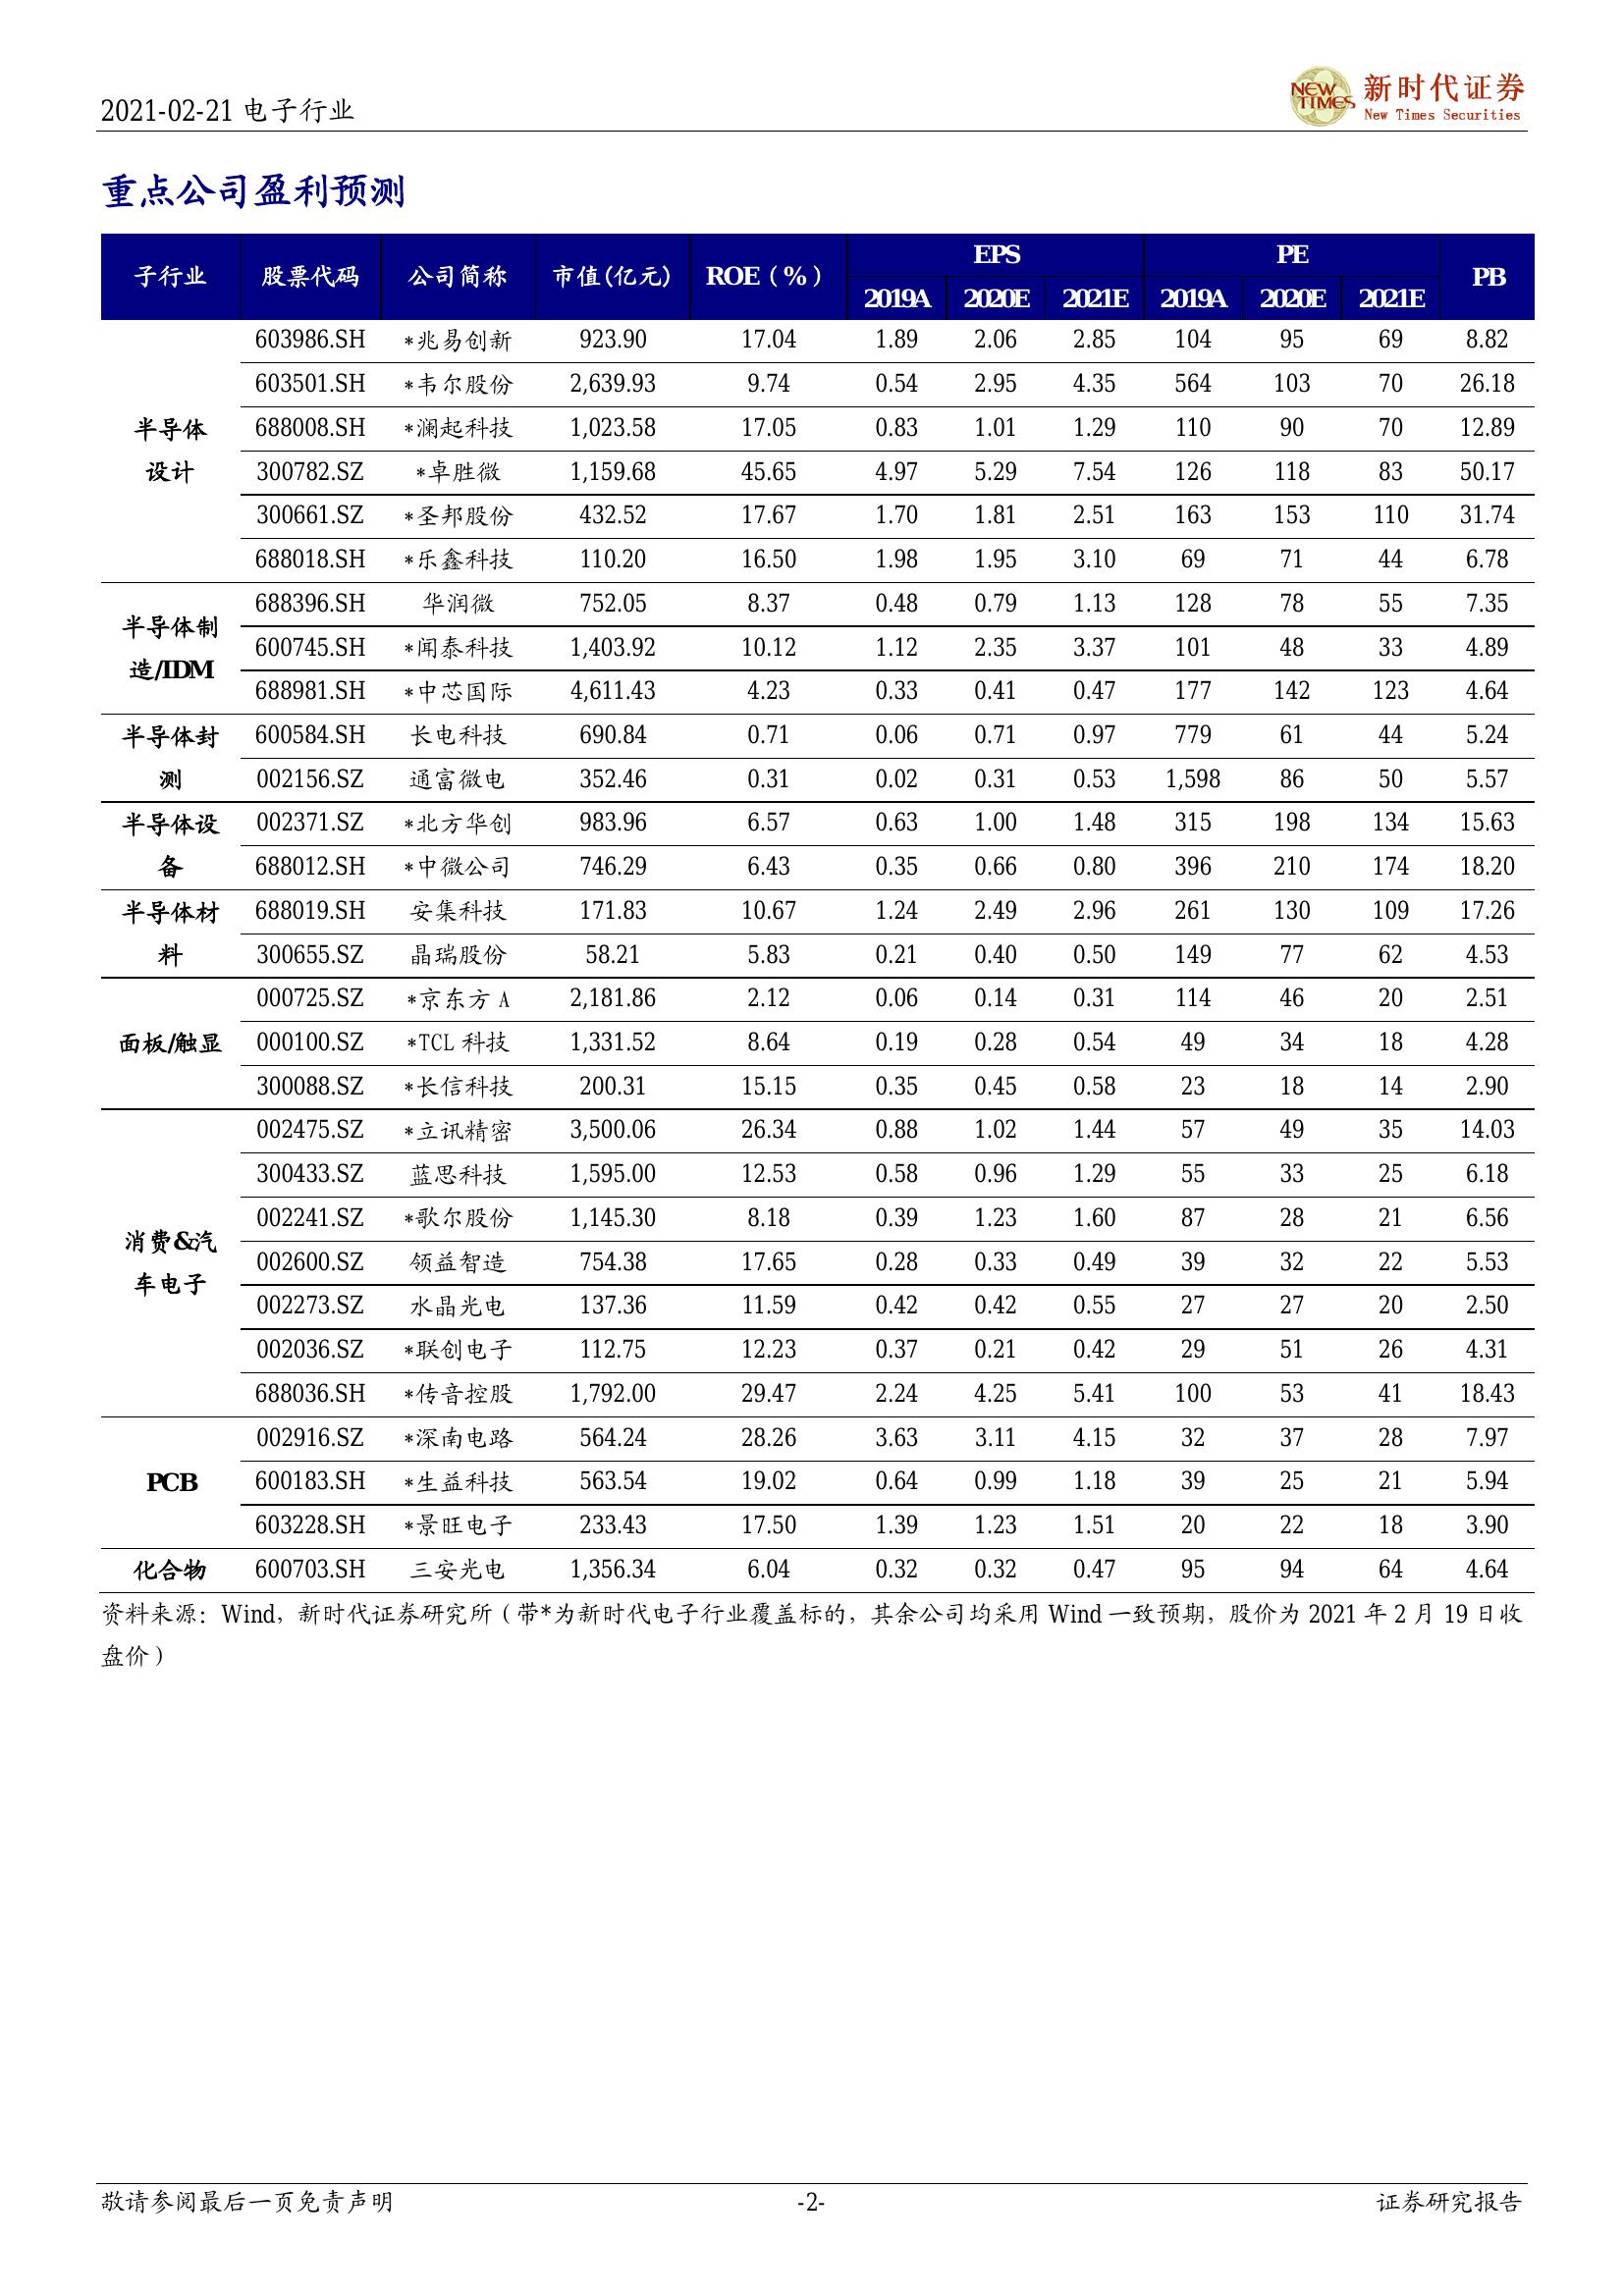 2021-02-21 电子行业
NEW TIMES
新时代证券
New Times Securities
重点公司盈利预测
子行业 股票代码 公司简称 市值(亿元) ROE（%） EPS PE PB
2019A 2020E 2021E 2019A 2020E 2021E
半导体设计 603986.SH *兆易创新 923.90 17.04 1.89 2.06 2.85 104 95 69 8.82
603501.SH *韦尔股份 2,639.93 9.74 0.54 2.95 4.35 564 103 70 26.18
688008.SH *澜起科技 1,023.58 17.05 0.83 1.01 1.29 110 90 70 12.89
300782.SZ *卓胜微 1,159.68 45.65 4.97 5.29 7.54 126 118 83 50.17
300661.SZ *圣邦股份 432.52 17.67 1.70 1.81 2.51 163 153 110 31.74
688018.SH *乐鑫科技 110.20 16.50 1.98 1.95 3.10 69 71 44 6.78
半导体制造/IDM 688396.SH 华润微 752.05 8.37 0.48 0.79 1.13 128 78 55 7.35
600745.SH *闻泰科技 1,403.92 10.12 1.12 2.35 3.37 101 48 33 4.89
688981.SH *中芯国际 4,611.43 4.23 0.33 0.41 0.47 177 142 123 4.64
半导体封测 600584.SH 长电科技 690.84 0.71 0.06 0.71 0.97 779 61 44 5.24
002156.SZ 通富微电 352.46 0.31 0.02 0.31 0.53 1,598 86 50 5.57
半导体设备 002371.SZ *北方华创 983.96 6.57 0.63 1.00 1.48 315 198 134 15.63
688012.SH *中微公司 746.29 6.43 0.35 0.66 0.80 396 210 174 18.20
半导体材料 688019.SH 安集科技 171.83 10.67 1.24 2.49 2.96 261 130 109 17.26
300655.SZ 晶瑞股份 58.21 5.83 0.21 0.40 0.50 149 77 62 4.53
面板/触显 000725.SZ *京东方 A 2,181.86 2.12 0.06 0.14 0.31 114 46 20 2.51
000100.SZ *TCL 科技 1,331.52 8.64 0.19 0.28 0.54 49 34 18 4.28
300088.SZ *长信科技 200.31 15.15 0.35 0.45 0.58 23 18 14 2.90
消费&汽车电子 002475.SZ *立讯精密 3,500.06 26.34 0.88 1.02 1.44 57 49 35 14.03
300433.SZ 蓝思科技 1,595.00 12.53 0.58 0.96 1.29 55 33 25 6.18
002241.SZ *歌尔股份 1,145.30 8.18 0.39 1.23 1.60 87 28 21 6.56
002600.SZ 领益智造 754.38 17.65 0.28 0.33 0.49 39 32 22 5.53
002273.SZ 水晶光电 137.36 11.59 0.42 0.42 0.55 27 27 20 2.50
002036.SZ *联创电子 112.75 12.23 0.37 0.21 0.42 29 51 26 4.31
688036.SH *传音控股 1,792.00 29.47 2.24 4.25 5.41 100 53 41 18.43
PCB 002916.SZ *深南电路 564.24 28.26 3.63 3.11 4.15 32 37 28 7.97
600183.SH *生益科技 563.54 19.02 0.64 0.99 1.18 39 25 21 5.94
603228.SH *景旺电子 233.43 17.50 1.39 1.23 1.51 20 22 18 3.90
化合物 600703.SH 三安光电 1,356.34 6.04 0.32 0.32 0.47 95 94 64 4.64
资料来源：Wind，新时代证券研究所（带*为新时代电子行业覆盖标的，其余公司均采用 Wind 一致预期，股价为 2021 年 2 月 19 日收
盘价）
敬请参阅最后一页免责声明 -2- 证券研究报告